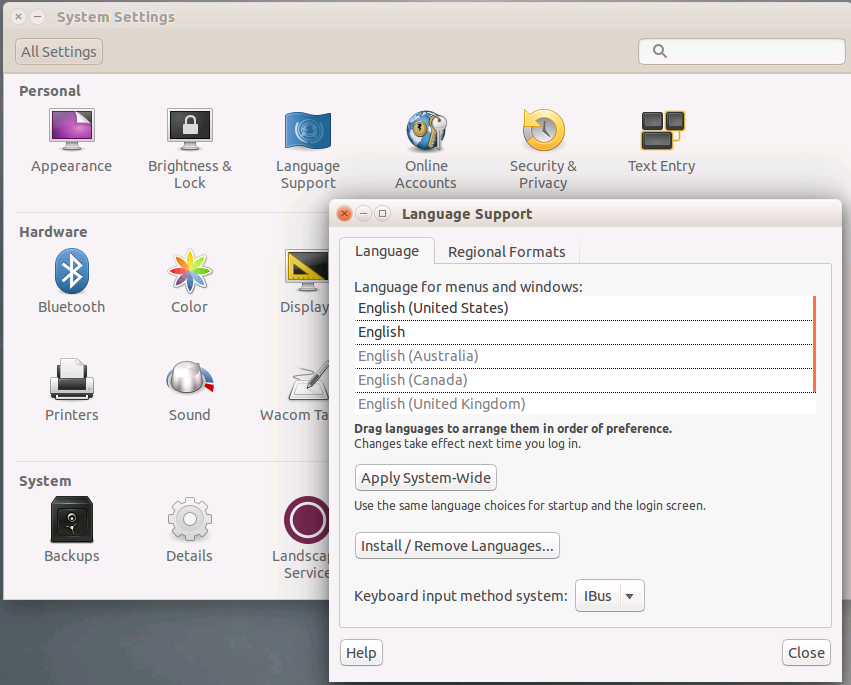 System Settings
All Settings
Personal
Appearance
Brightness &
Lock
Language
Support
Online
Accounts
Security &
Privacy
Text Entry
Hardware
Bluetooth
Color
Display
Printers
Sound
Wacom Ta
System
Backups
Details
Landscap
Service
Language Support
Language
Regional Formats
Language for menus and windows:
English (United States)
English
English (Australia)
English (Canada)
English (United Kingdom)
Drag languages to arrange them in order of preference.
Changes take effect next time you log in.
Apply System-Wide
Use the same language choices for startup and the login screen.
Install / Remove Languages...
Keyboard input method system:
IBus
Help
Close